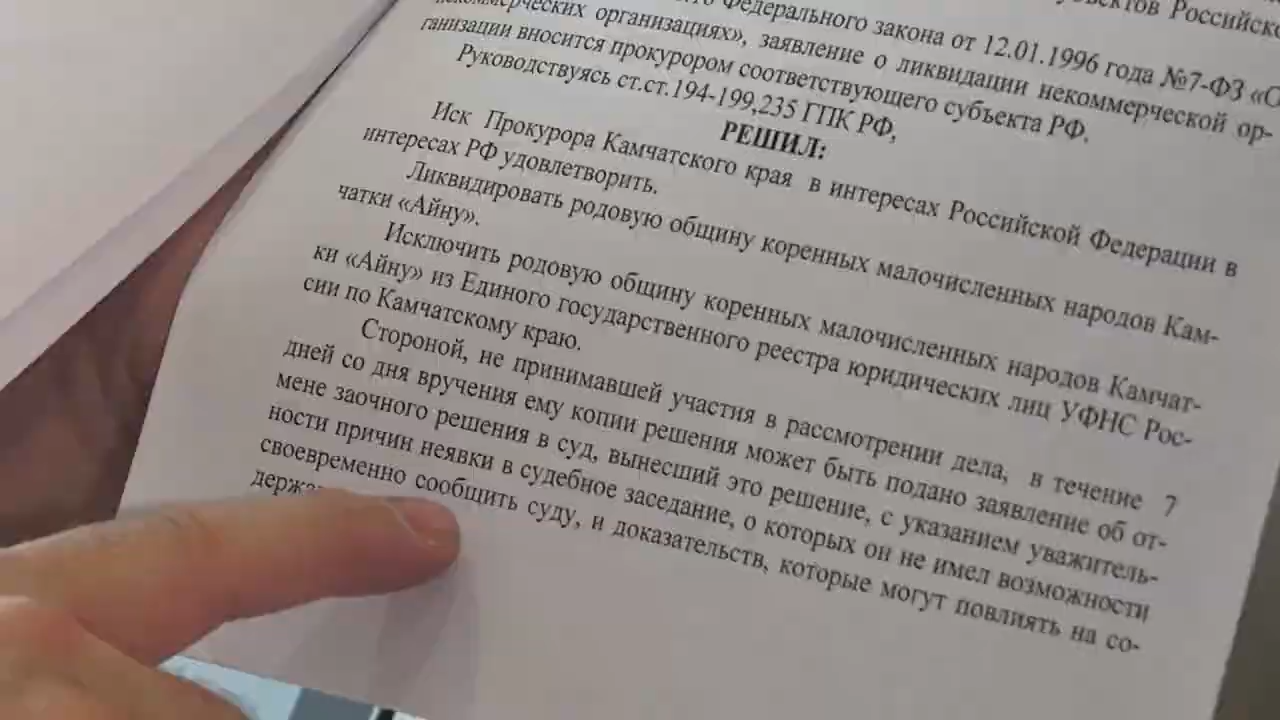 Федерального закона от 12.01.1996 года №7-ФЗ «О
некоммерческих организациях», заявление о ликвидации некоммерческой ор-
ганизации вносится прокурором соответствующего субъекта РФ.
Руководствуясь ст.ст.194-199,235 ГПК РФ,
РЕШИЛ:
Иск Прокурора Камчатского края в интересах Российской Федерации в
интересах РФ удовлетворить.
Ликвидировать родовую общину коренных малочисленных народов Кам-
чатки «Айну».
Исключить родовую общину коренных малочисленных народов Камчат-
ки «Айну» из Единого государственного реестра юридических лиц УФНС Рос-
сии по Камчатскому краю.
Стороной, не принимавшей участия в рассмотрении дела, в течение 7
дней со дня вручения ему копии решения может быть подано заявление об от-
мене заочного решения в суд, вынесший это решение, с указанием уважитель-
ности причин неявки в судебное заседание, о которых он не имел возможности
своевременно сообщить суду, и доказательств, которые могут повлиять на со-